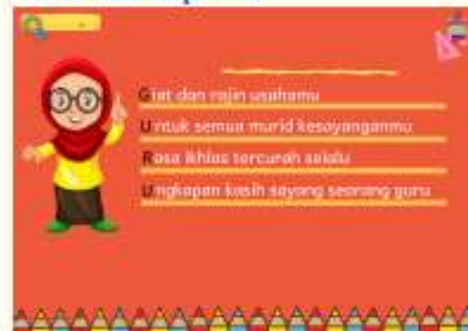 Giat dan rajin usahamu
Untuk semua murid kesayanganmu
Rasa ikhlas tercurah selalu
Ungkapan kasih sayang seorang guru